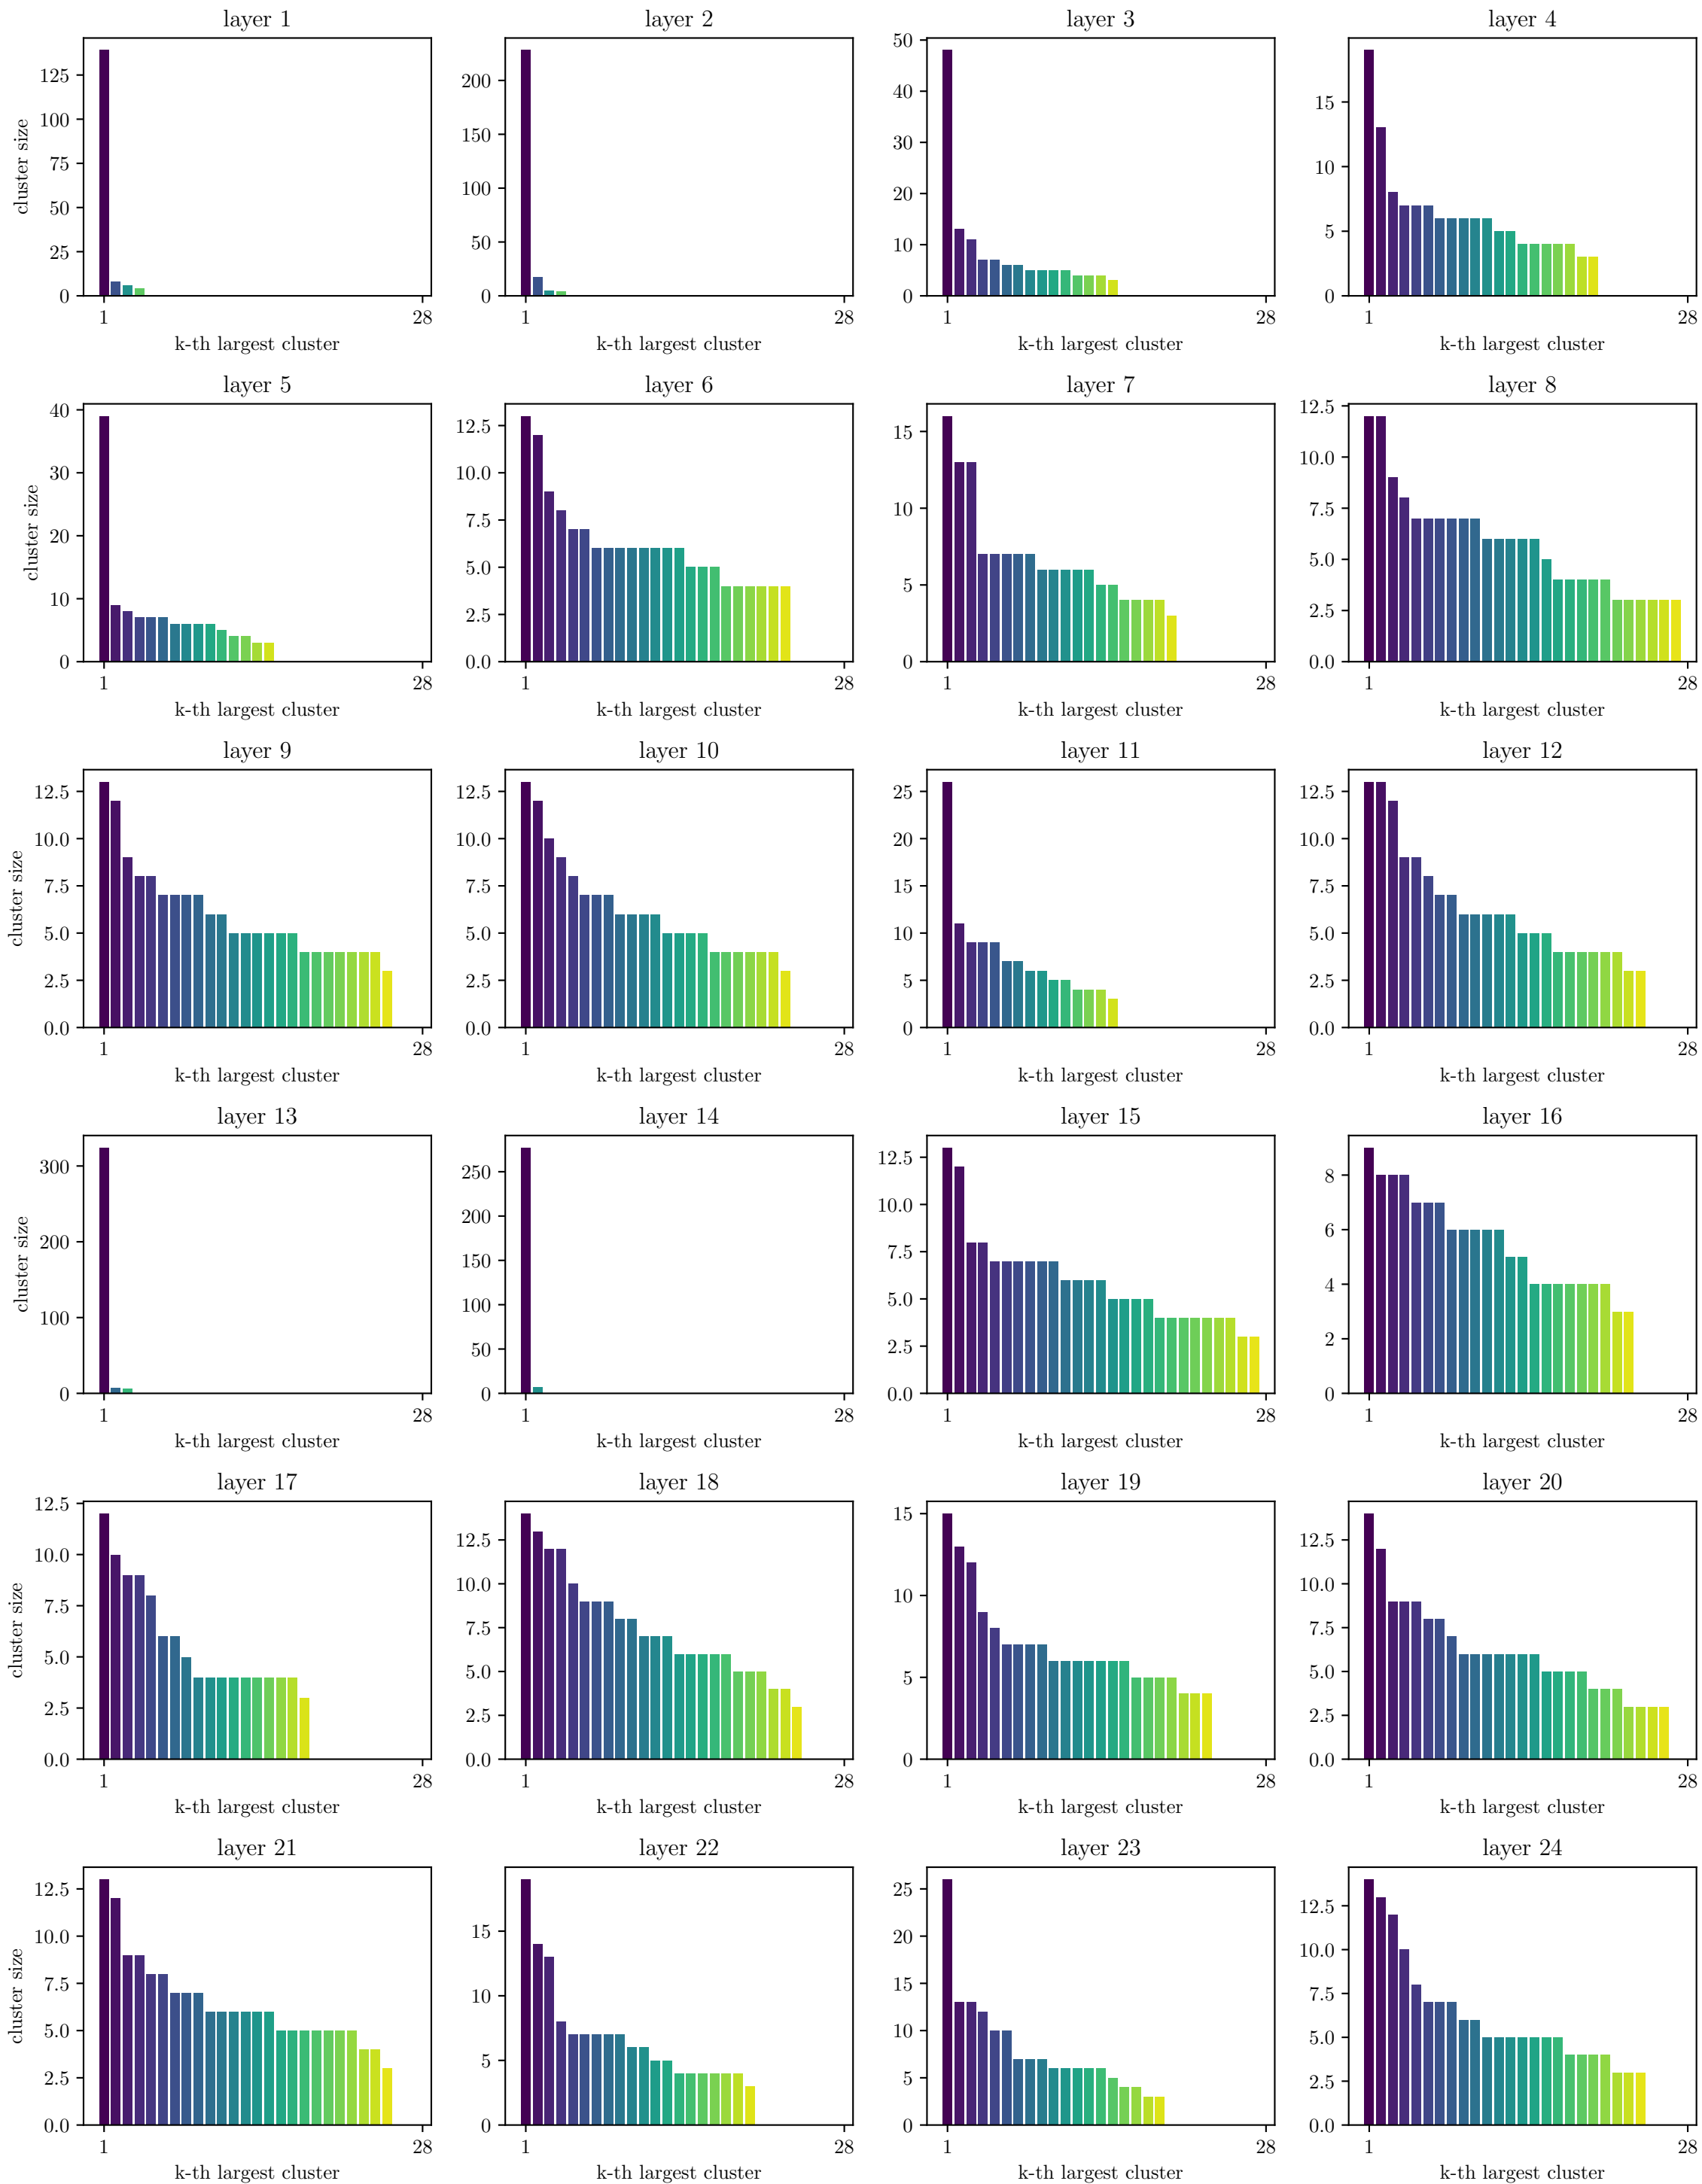 layer 1
125
100
75
50
25
0
cluster size
1 28
k-th largest cluster
layer 2
200
150
100
50
0
1 28
k-th largest cluster
layer 3
50
40
30
20
10
0
1 28
k-th largest cluster
layer 4
15
10
5
0
1 28
k-th largest cluster
layer 5
40
30
20
10
0
cluster size
1 28
k-th largest cluster
layer 6
12.5
10.0
7.5
5.0
2.5
0.0
1 28
k-th largest cluster
layer 7
15
10
5
0
1 28
k-th largest cluster
layer 8
12.5
10.0
7.5
5.0
2.5
0.0
1 28
k-th largest cluster
layer 9
12.5
10.0
7.5
5.0
2.5
0.0
cluster size
1 28
k-th largest cluster
layer 10
12.5
10.0
7.5
5.0
2.5
0.0
1 28
k-th largest cluster
layer 11
25
20
15
10
5
0
1 28
k-th largest cluster
layer 12
12.5
10.0
7.5
5.0
2.5
0.0
1 28
k-th largest cluster
layer 13
300
200
100
0
cluster size
1 28
k-th largest cluster
layer 14
250
200
150
100
50
0
1 28
k-th largest cluster
layer 15
12.5
10.0
7.5
5.0
2.5
0.0
1 28
k-th largest cluster
layer 16
8
6
4
2
0
1 28
k-th largest cluster
layer 17
12.5
10.0
7.5
5.0
2.5
0.0
cluster size
1 28
k-th largest cluster
layer 18
12.5
10.0
7.5
5.0
2.5
0.0
1 28
k-th largest cluster
layer 19
15
10
5
0
1 28
k-th largest cluster
layer 20
12.5
10.0
7.5
5.0
2.5
0.0
1 28
k-th largest cluster
layer 21
12.5
10.0
7.5
5.0
2.5
0.0
cluster size
1 28
k-th largest cluster
layer 22
15
10
5
0
1 28
k-th largest cluster
layer 23
25
20
15
10
5
0
1 28
k-th largest cluster
layer 24
12.5
10.0
7.5
5.0
2.5
0.0
1 28
k-th largest cluster